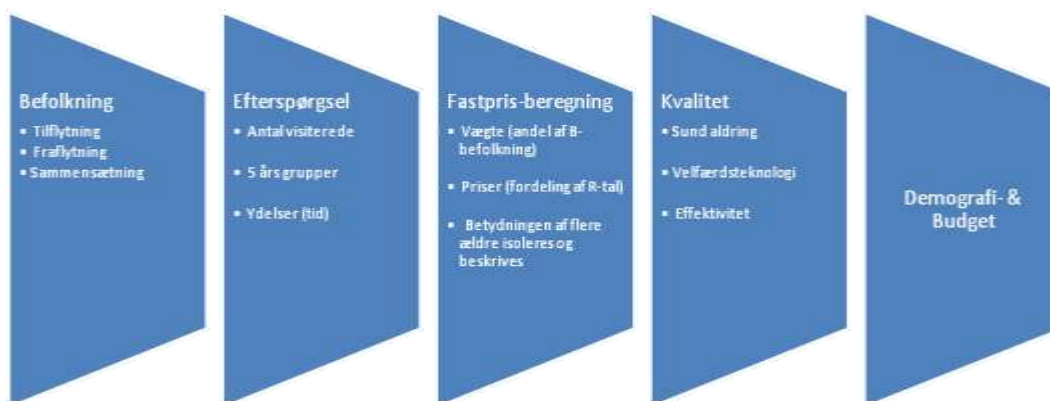 Befolkning
▪ Tilflytning
▪ Fraflytning
▪ Sammensætning
Efterspørgsel
▪ Antal visiterede
▪ 5 års grupper
▪ Ydelser (tid)
Fastpris-beregning
▪ Vægte (andel af B-
befolkning)
▪ Priser (fordeling af R-tal)
▪ Betydningen af flere
ældre isoleres og
beskrives
Kvalitet
▪ Sund aldring
▪ Velfærdsteknologi
▪ Effektivitet
Demografi- &
Budget